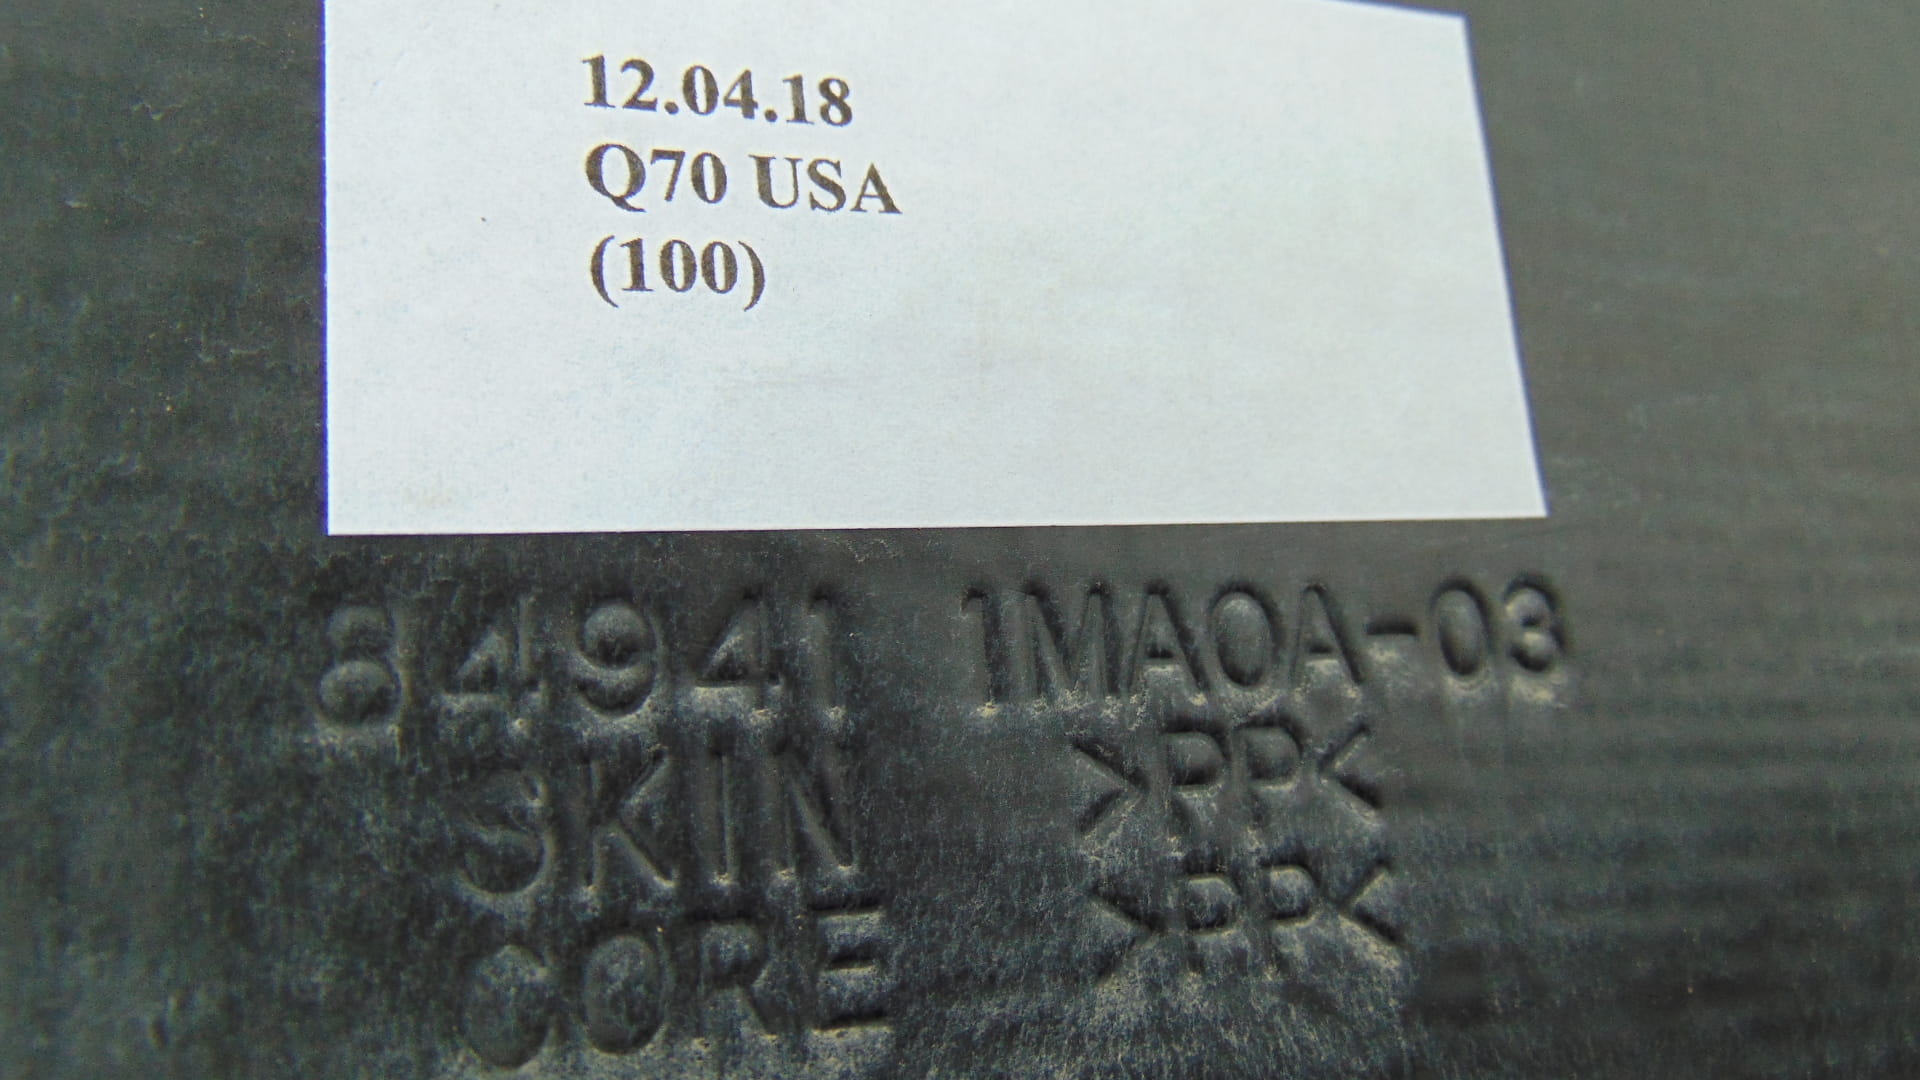 12.04.18
Q70 USA
(100)
84941 1MA0A-03
SKIN >PP<
CORE >PP<